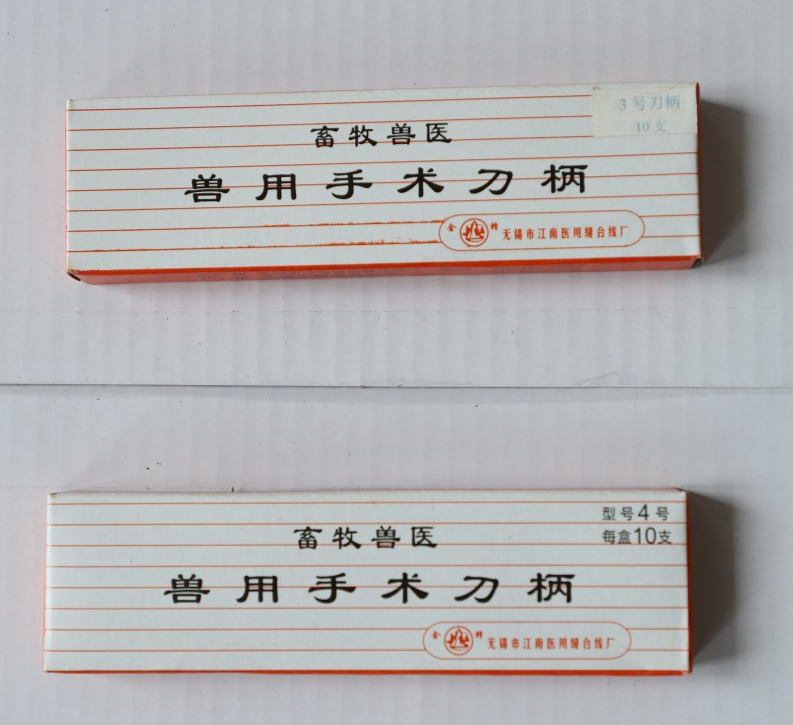 3号刀柄
10支
畜牧兽医
兽用手术刀柄
无锡市江南医用缝合线厂
型号4号
每盒10支
畜牧兽医
兽用手术刀柄
无锡市江南医用缝合线厂